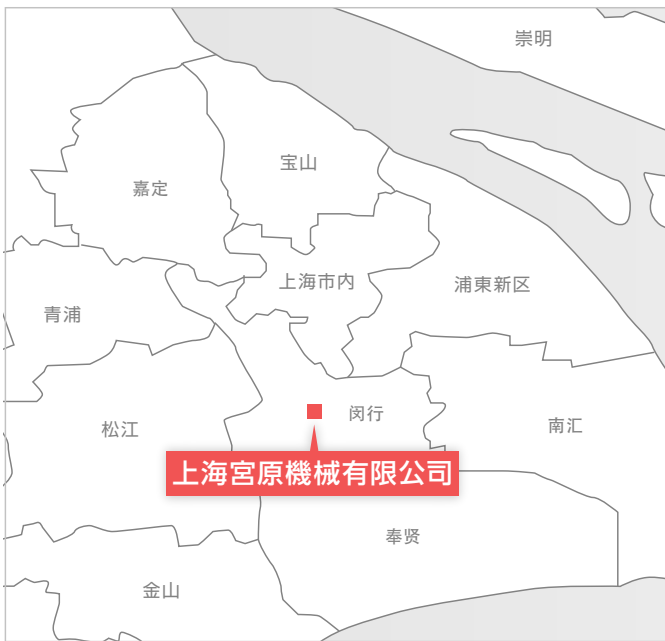 崇明
宝山
嘉定
上海市内
浦東新区
青浦
闵行
南汇
松江
上海宮原機械有限公司
奉贤
金山